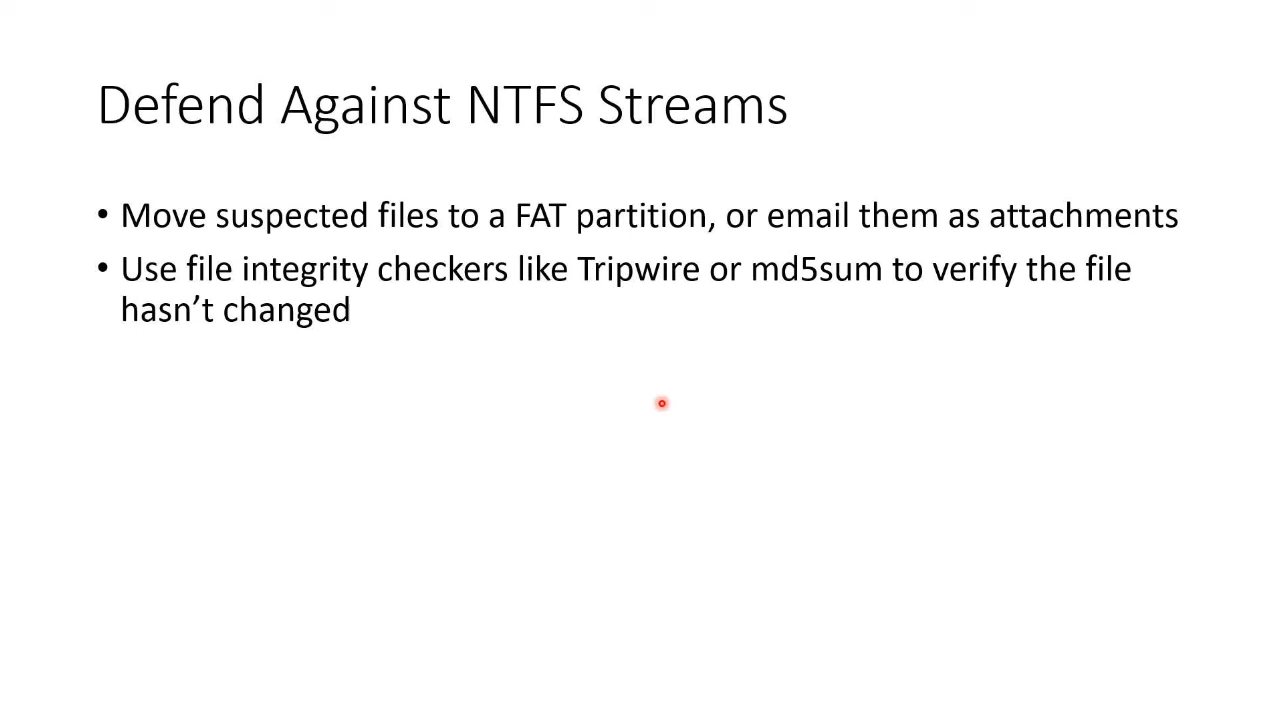 Defend Against NTFS Streams
• Move suspected files to a FAT partition, or email them as attachments
• Use file integrity checkers like Tripwire or md5sum to verify the file
hasn’t changed